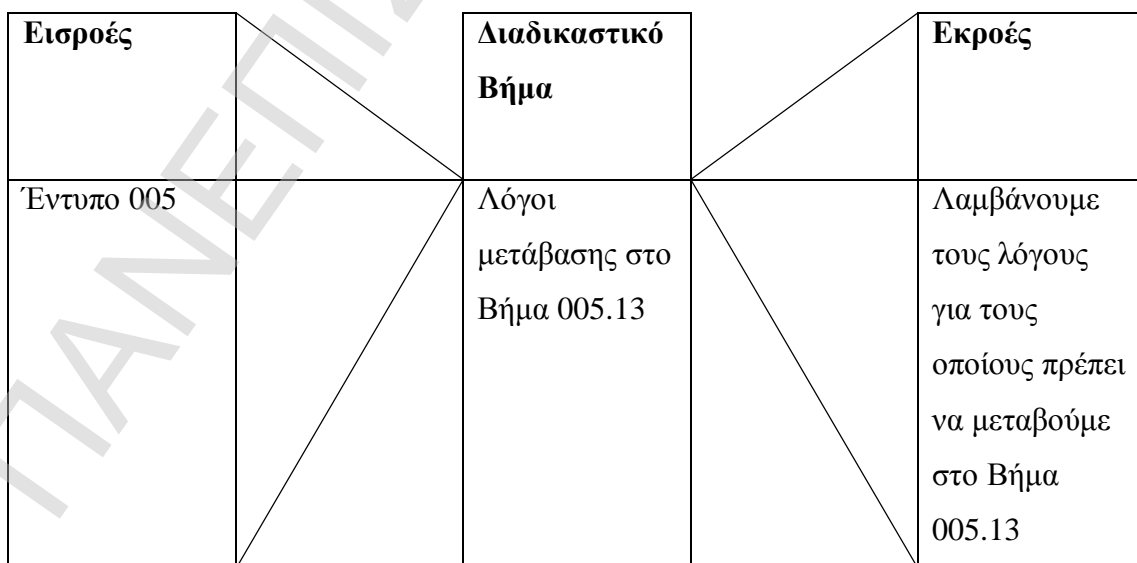 Εισροές
Διαδικαστικό
Βήμα
Εκροές
Έντυπο 005
Λόγοι
μετάβασης στο
Βήμα 005.13
Λαμβάνουμε
τους λόγους
για τους
οποίους πρέπει
να μεταβούμε
στο Βήμα
005.13